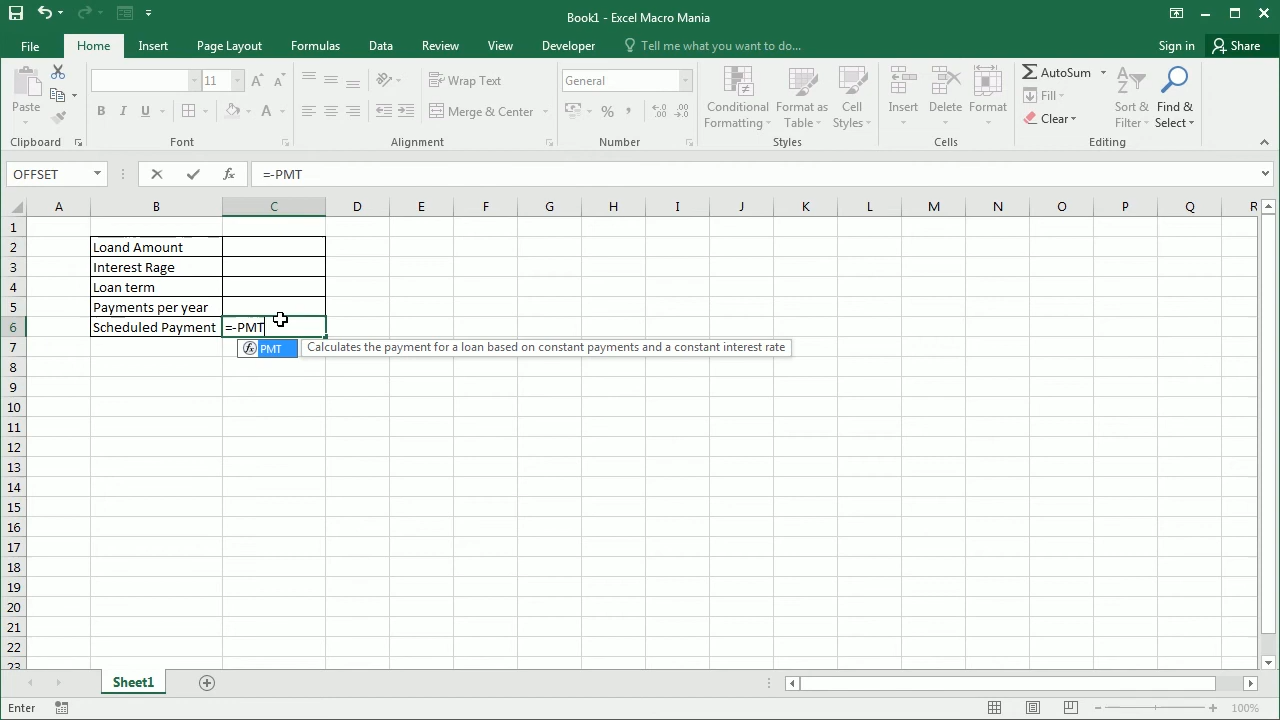 Book1 - Excel Macro Mania
File Home Insert Page Layout Formulas Data Review View Developer Tell me what you want to do... Sign in Share
Paste
Clipboard
11
B I U A
Font
Wrap Text
Merge & Center
Alignment
General
%
Number
Conditional Formatting
Format as Table
Cell Styles
Styles
Insert Delete Format
Cells
AutoSum
Fill
Clear
Sort & Filter
Find & Select
Editing
OFFSET fx =-PMT
A B C D E F G H I J K L M N O P Q R
1
2 Loand Amount
3 Interest Rage
4 Loan term
5 Payments per year
6 Scheduled Payment =-PMT
7 fx PMT Calculates the payment for a loan based on constant payments and a constant interest rate
8
9
10
11
12
13
14
15
16
17
18
19
20
21
22
23
Sheet1
Enter 100%